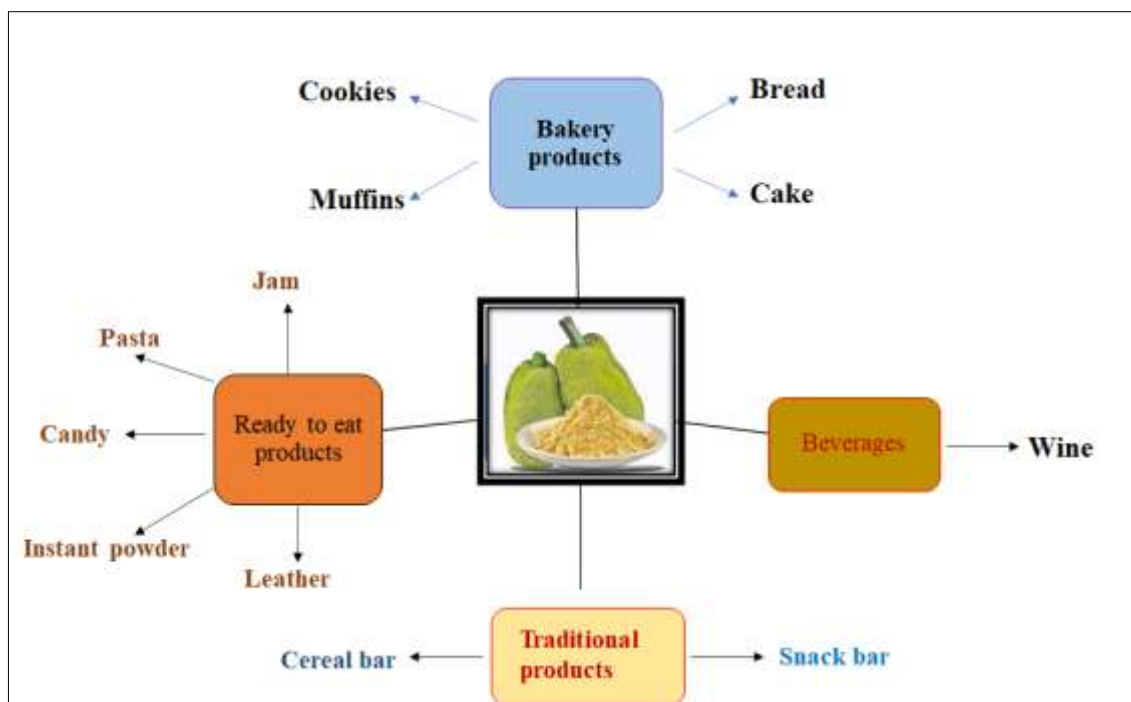 Cookies
Bread
Bakery
products
Muffins
Cake
Jam
Pasta
Candy
Ready to eat
products
Instant powder
Leather
Beverages
Wine
Cereal bar
Traditional
products
Snack bar